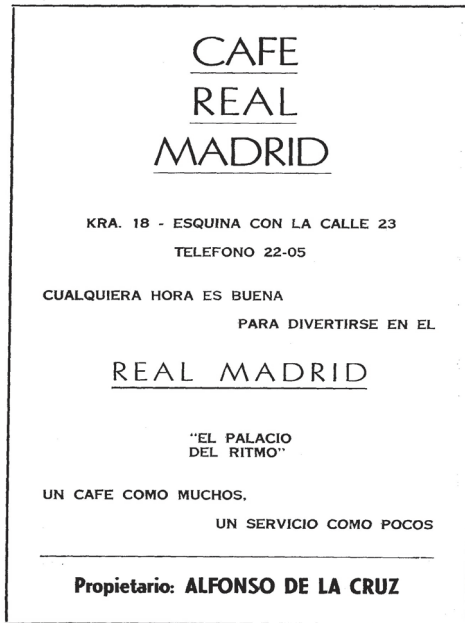 CAFE
REAL
MADRID
KRA. 18 - ESQUINA CON LA CALLE 23
TELEFONO 22-05
CUALQUIERA HORA ES BUENA
PARA DIVERTIRSE EN EL
REAL MADRID
"EL PALACIO
DEL RITMO"
UN CAFE COMO MUCHOS,
UN SERVICIO COMO POCOS
Propietario: ALFONSO DE LA CRUZ